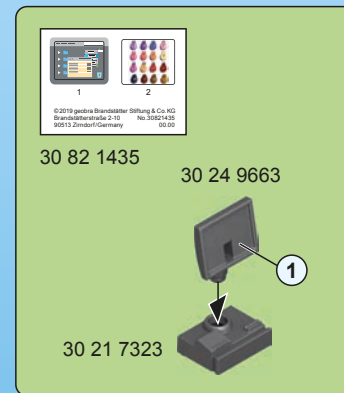 1 2
©2019 geobra Brandstätter Stiftung & Co. KG
Brandstätterstraße 2-10 No.30821435
90513 Zirndorf/Germany 00.00
30 82 1435
30 24 9663
1
30 21 7323